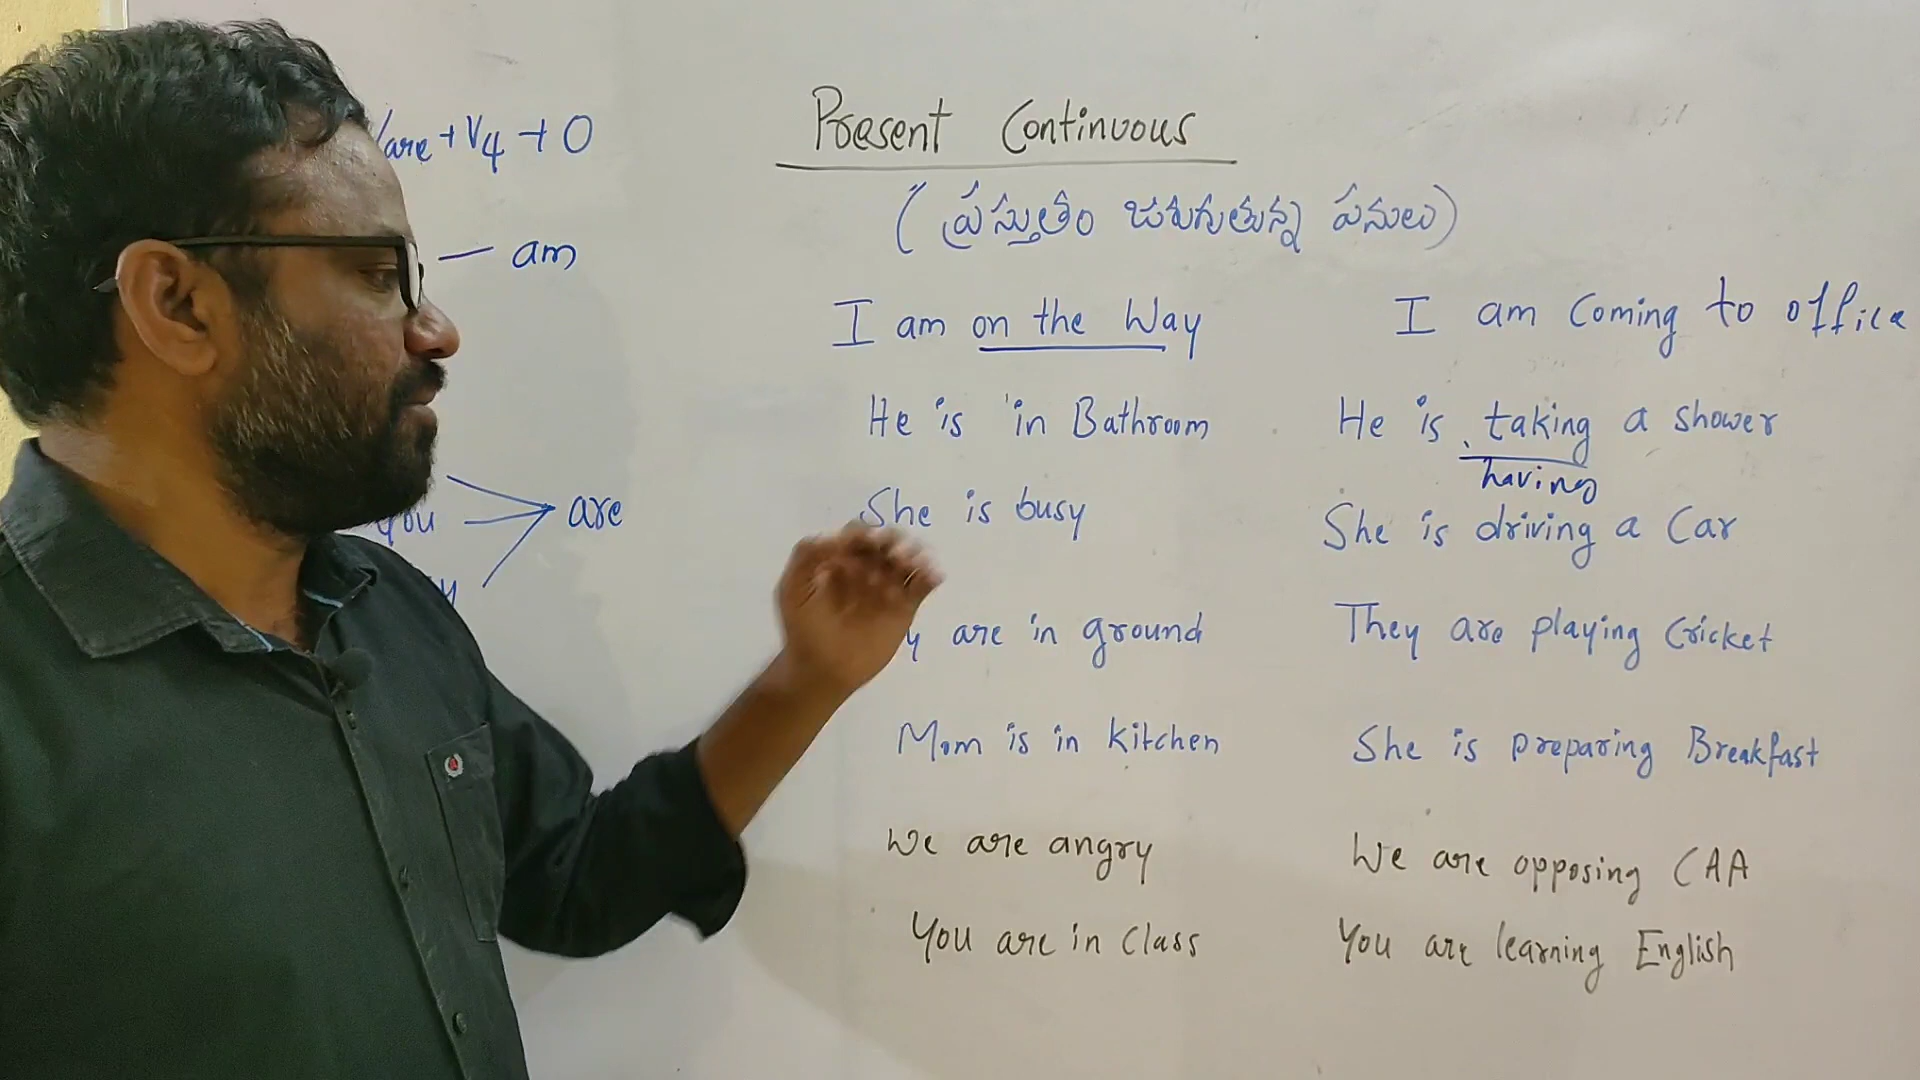 /are + V4 + O
— am
you
are
Present Continuous
(ప్రస్తుతం జరుగుతున్న పనులు)
I am on the Way
I am Coming to office
He is in Bathroom
He is taking a shower
having
She is busy
She is driving a Car
y are in ground
They are playing Cricket
Mom is in kitchen
She is preparing Breakfast
We are angry
We are opposing CAA
You are in Class
You are learning English